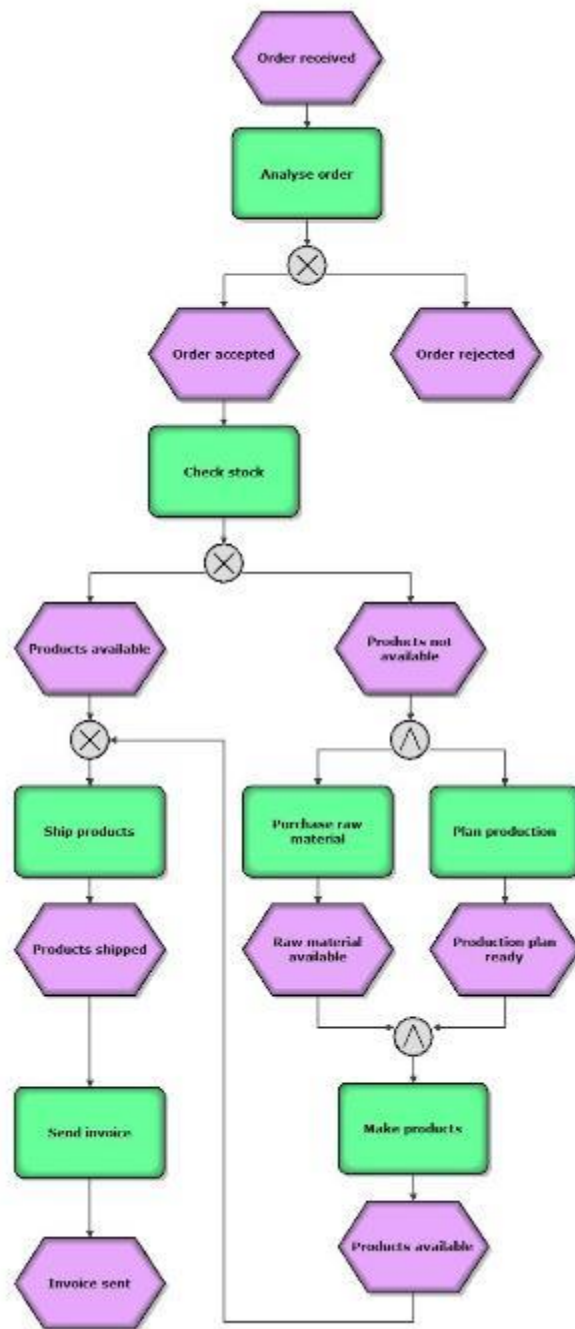 Order received
Analyse order
Order accepted
Order rejected
Check stock
Products available
Products not
available
Ship products
Purchase raw
material
Plan production
Products shipped
Raw material
available
Production plan
ready
Send invoice
Make products
Products available
Invoice sent